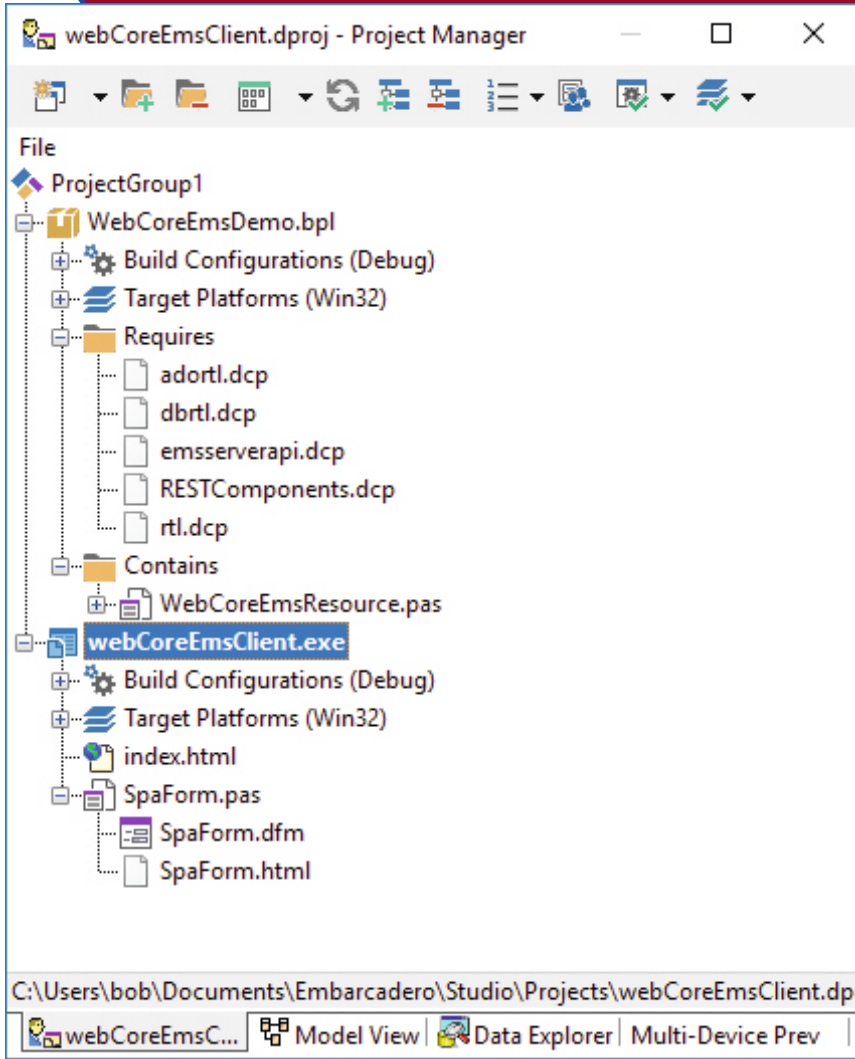 webCoreEmsClient.dproj - Project Manager
File
ProjectGroup1
WebCoreEmsDemo.bpl
Build Configurations (Debug)
Target Platforms (Win32)
Requires
adortl.dcp
dbrtl.dcp
emsserverapi.dcp
RESTComponents.dcp
rtl.dcp
Contains
WebCoreEmsResource.pas
webCoreEmsClient.exe
Build Configurations (Debug)
Target Platforms (Win32)
index.html
SpaForm.pas
SpaForm.dfm
SpaForm.html
C:\Users\bob\Documents\Embarcadero\Studio\Projects\webCoreEmsClient.dp
webCoreEmsC... Model View Data Explorer Multi-Device Prev